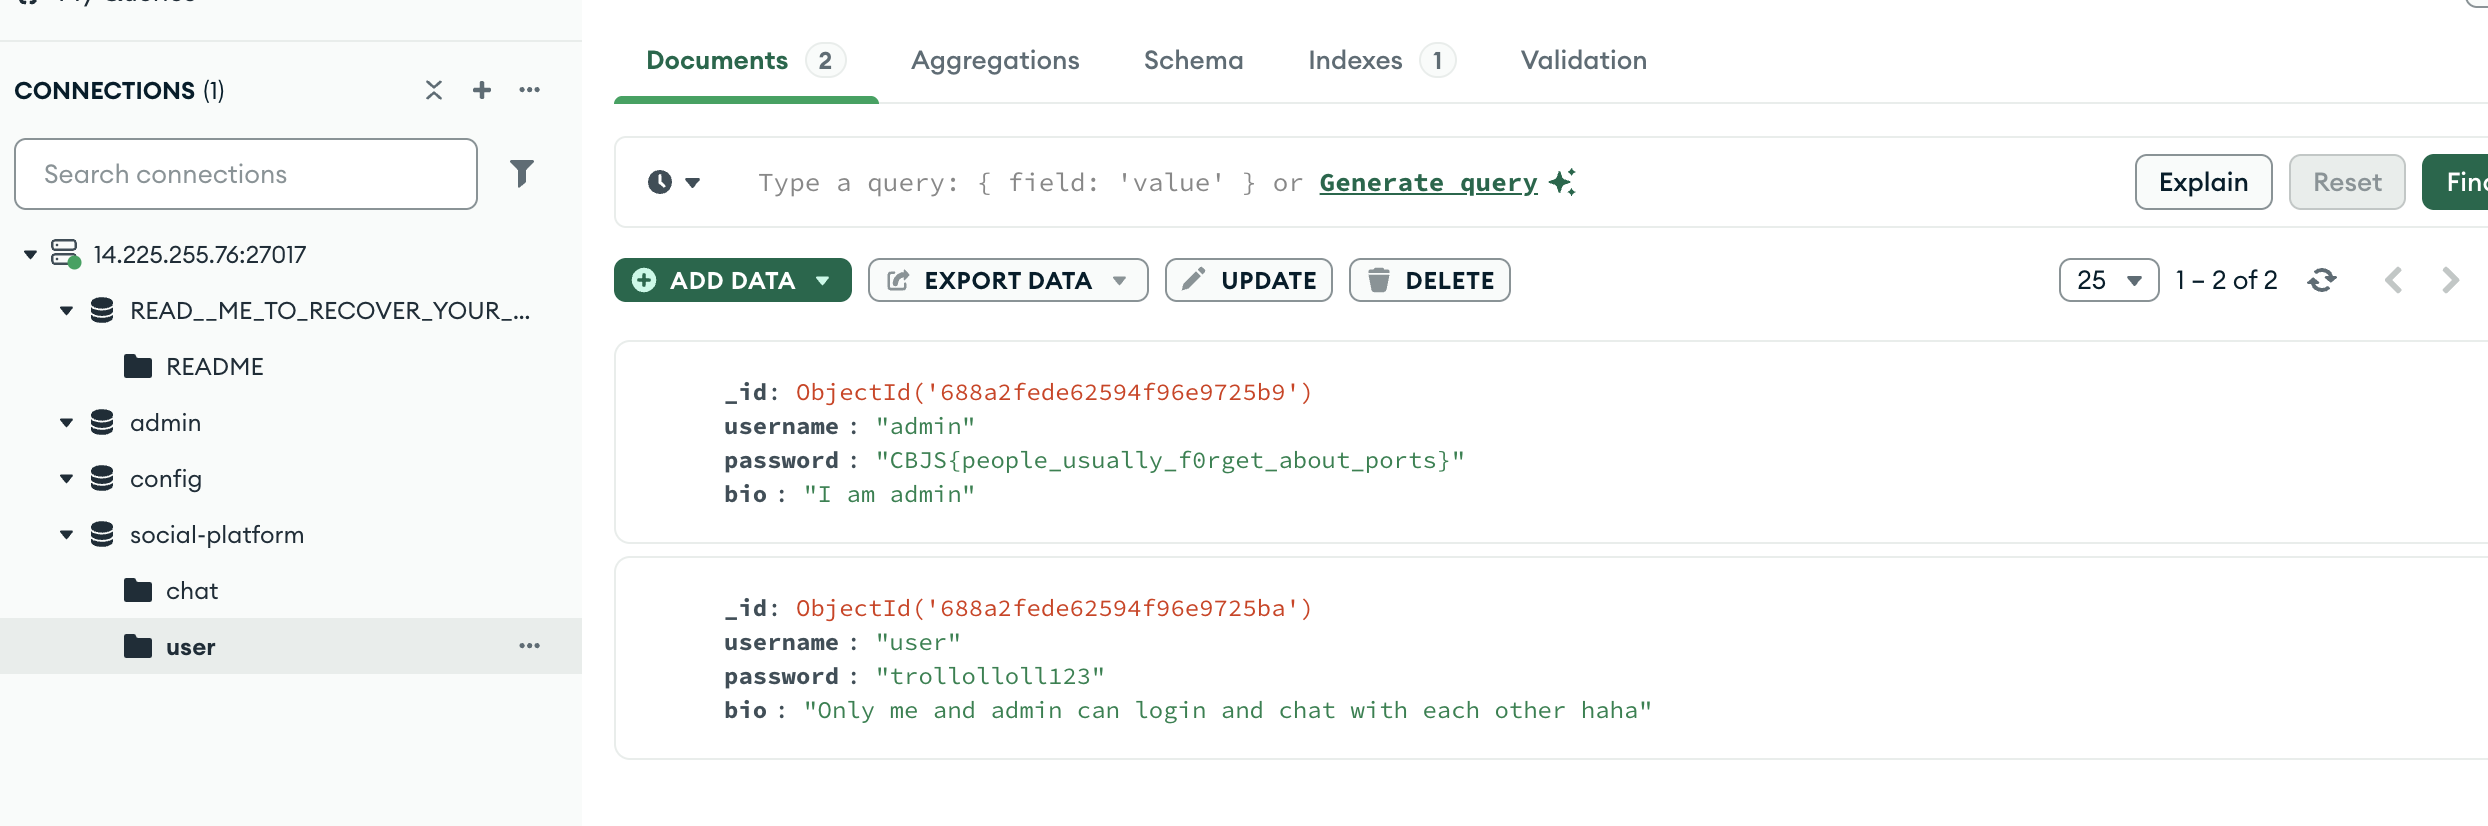 CONNECTIONS (1)
Search connections
14.225.255.76:27017
READ__ME_TO_RECOVER_YOUR_...
README
admin
config
social-platform
chat
user
Documents 2 Aggregations Schema Indexes 1 Validation
Type a query: { field: 'value' } or Generate query
Explain Reset
ADD DATA EXPORT DATA UPDATE DELETE 25 1 – 2 of 2
_id: ObjectId('688a2fede62594f96e9725b9')
username : "admin"
password : "CBJS{people_usually_f0rget_about_ports}"
bio : "I am admin"
_id: ObjectId('688a2fede62594f96e9725ba')
username : "user"
password : "trollolloll123"
bio : "Only me and admin can login and chat with each other haha"